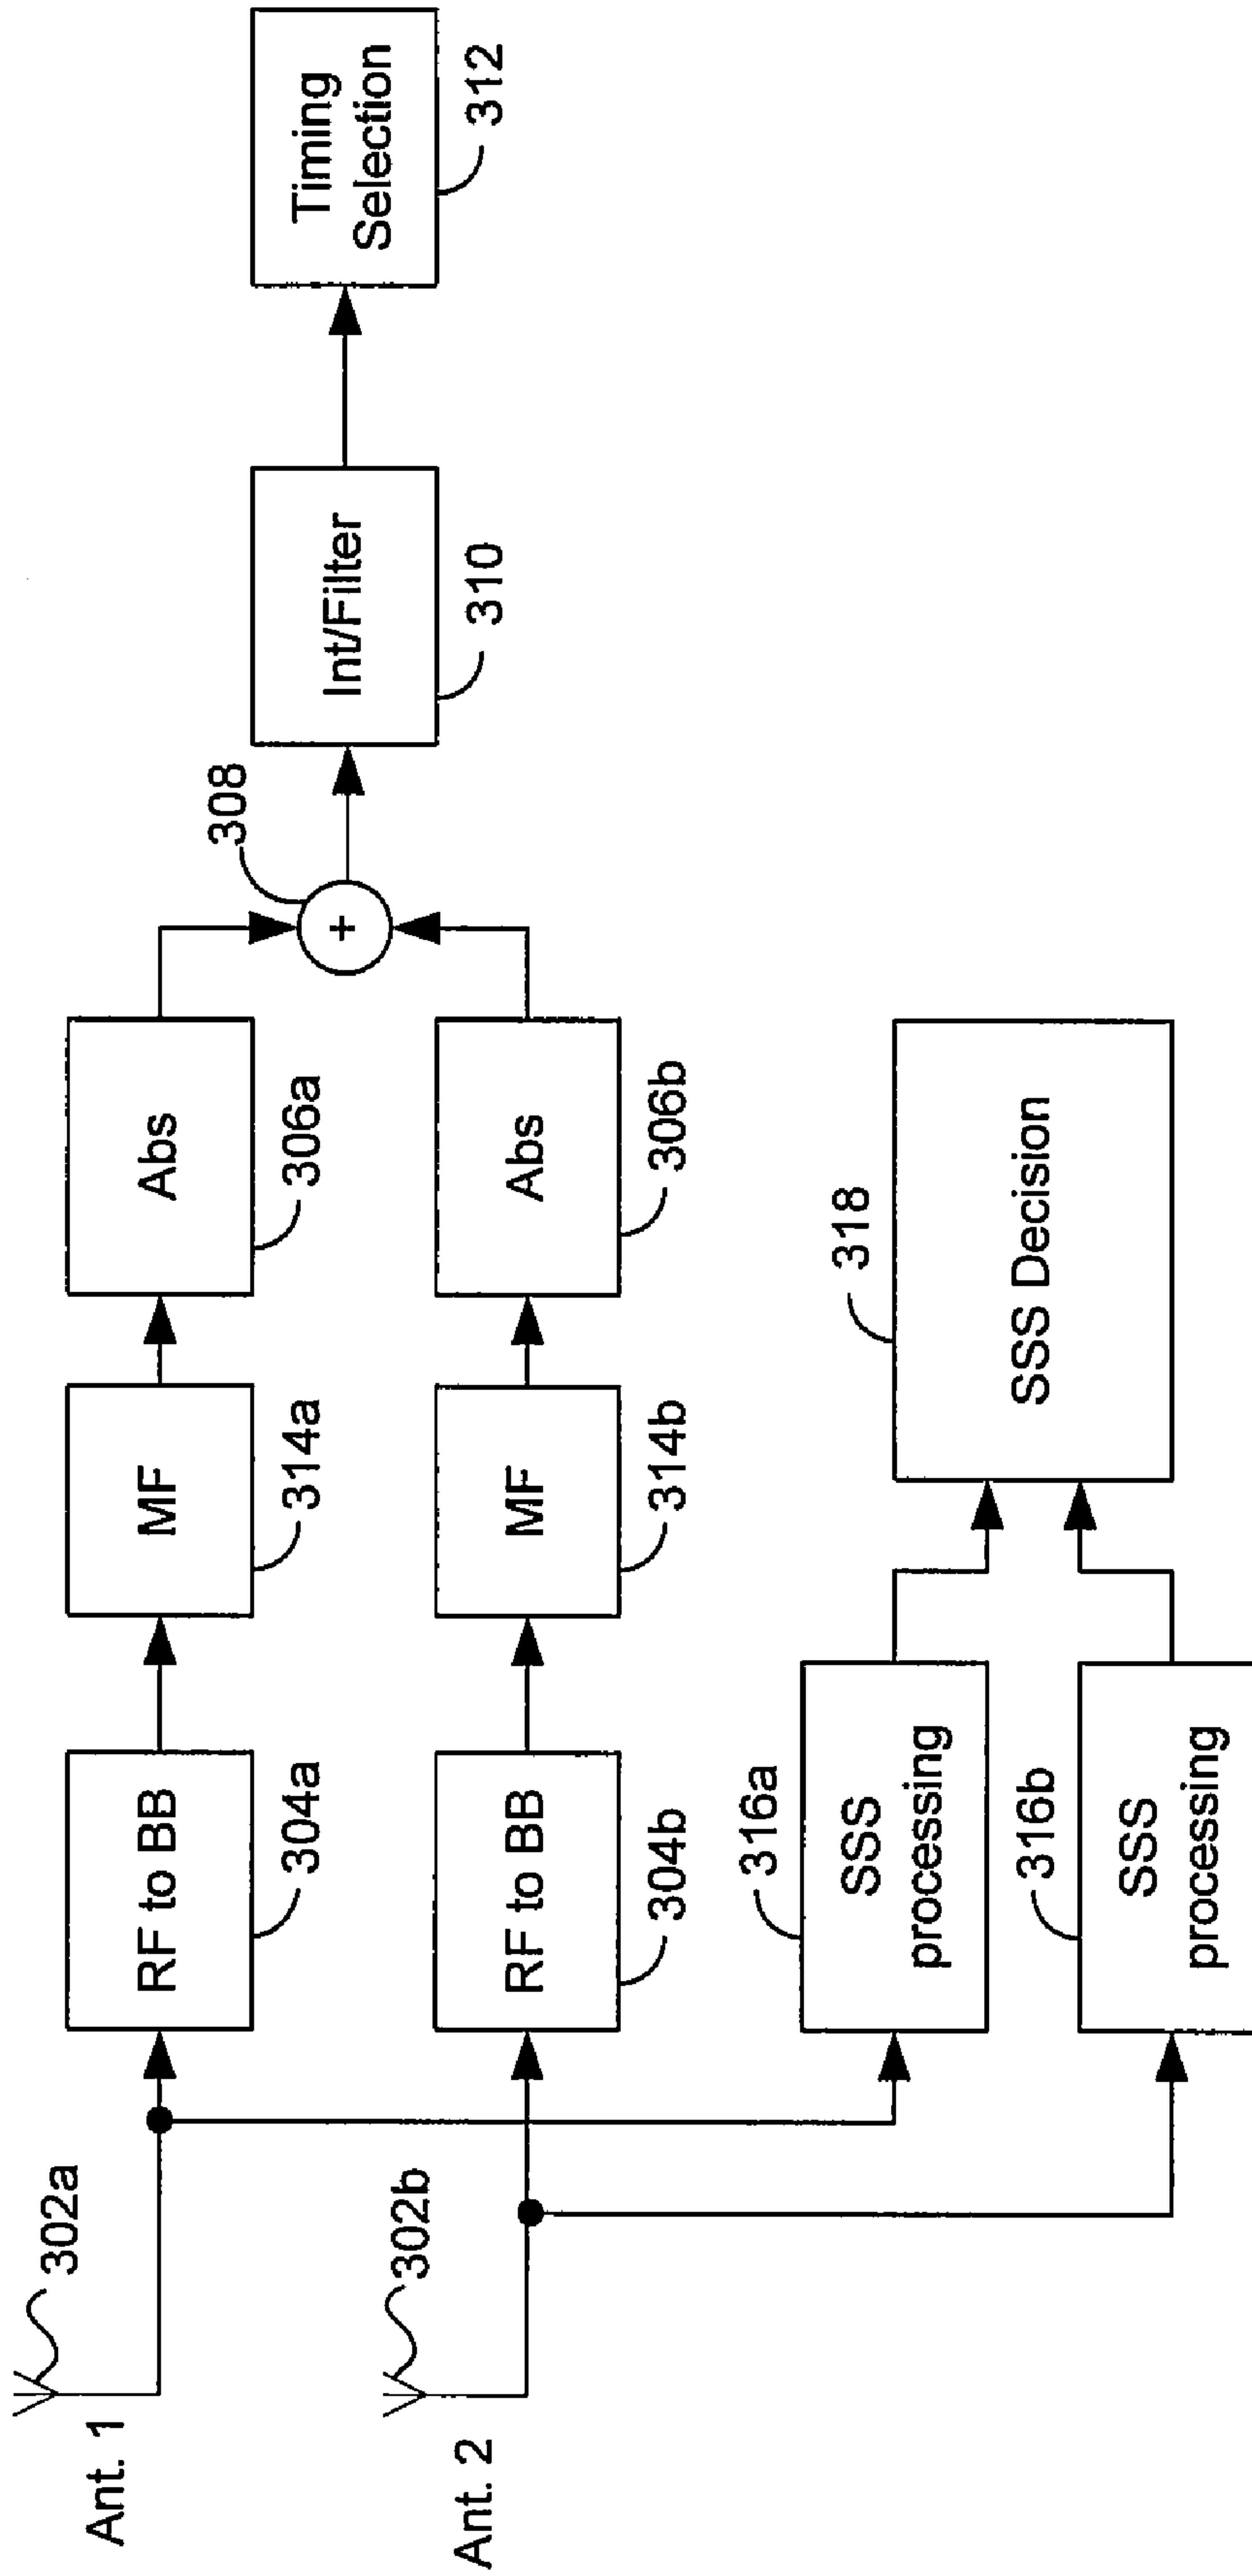 Ant. 1
302a
RF to BB
304a
MF
314a
Abs
306a
308
+
Int/Filter
310
Timing
Selection
312
Ant. 2
302b
RF to BB
304b
MF
314b
Abs
306b
316a
SSS
processing
316b
SSS
processing
318
SSS Decision